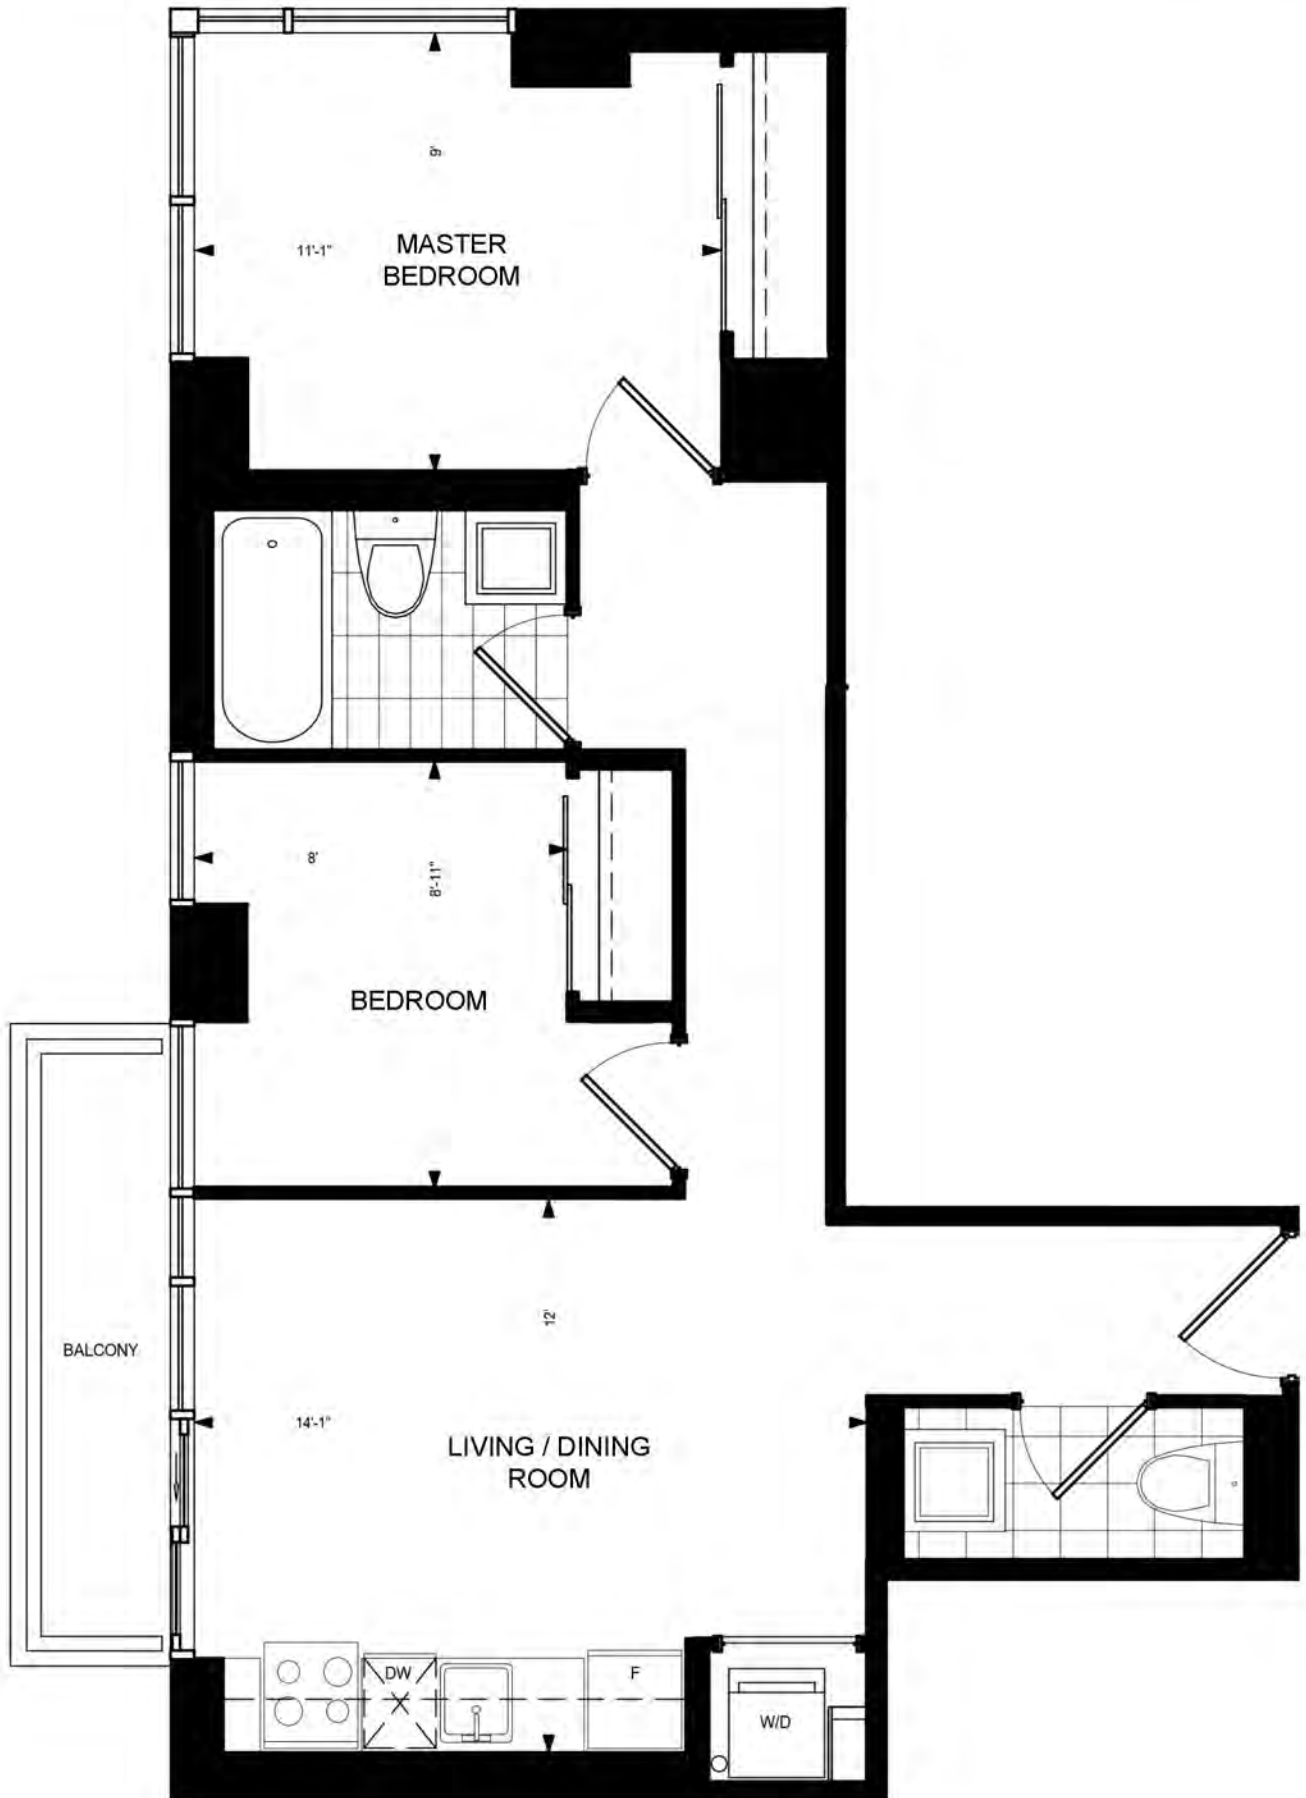 9'
11'-1"
MASTER
BEDROOM
8'
8'-11"
BEDROOM
12'
BALCONY
14'-1"
LIVING / DINING
ROOM
DW
F
W/D